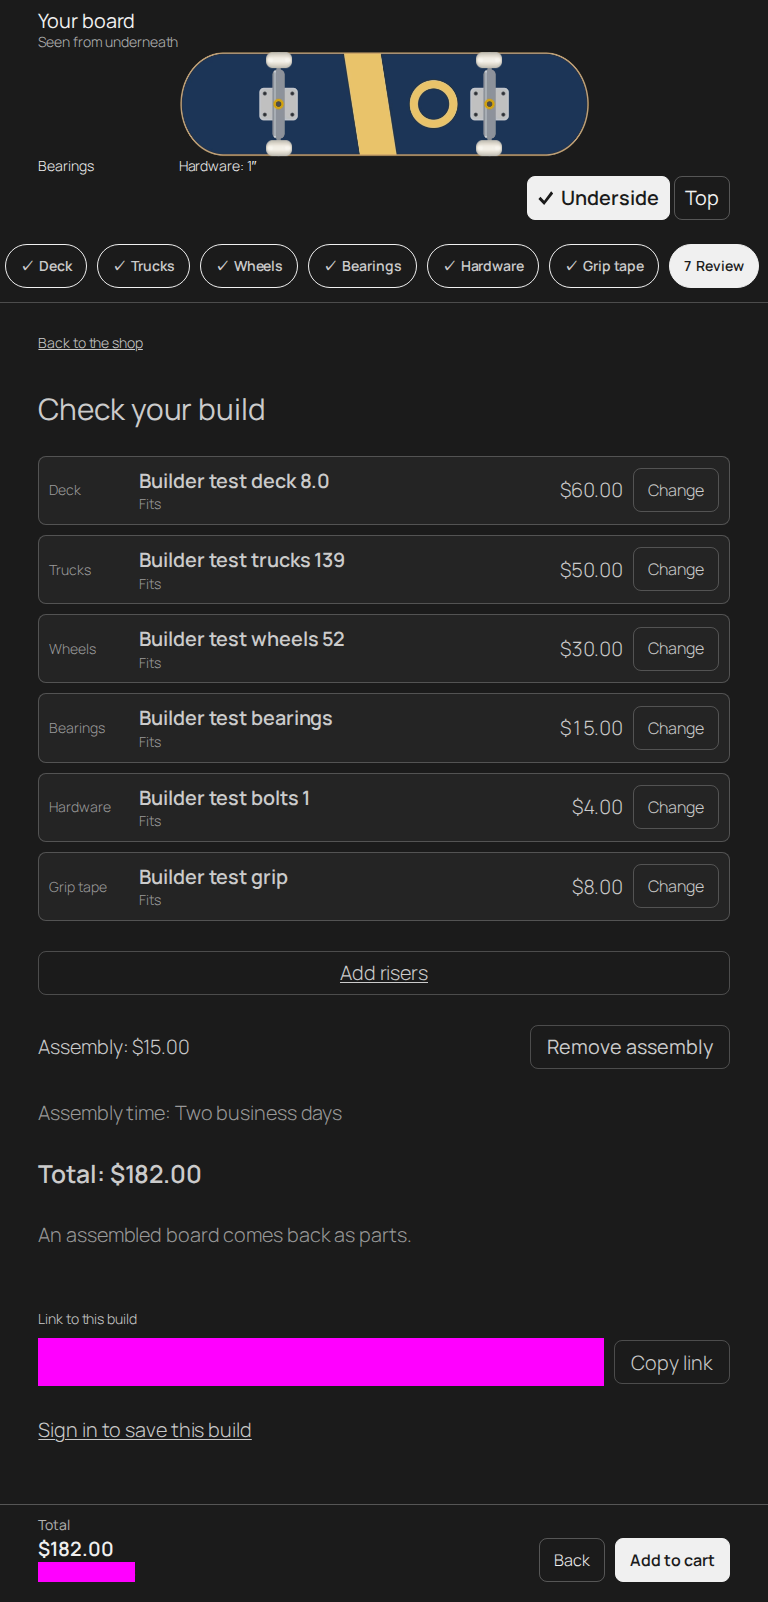 Your board
Seen from underneath
Bearings
Hardware: 1″
✓ Underside
Top
✓ Deck
✓ Trucks
✓ Wheels
✓ Bearings
✓ Hardware
✓ Grip tape
7 Review
Back to the shop
Check your build
Deck
Builder test deck 8.0
Fits
$60.00
Change
Trucks
Builder test trucks 139
Fits
$50.00
Change
Wheels
Builder test wheels 52
Fits
$30.00
Change
Bearings
Builder test bearings
Fits
$15.00
Change
Hardware
Builder test bolts 1
Fits
$4.00
Change
Grip tape
Builder test grip
Fits
$8.00
Change
Add risers
Assembly: $15.00
Remove assembly
Assembly time: Two business days
Total: $182.00
An assembled board comes back as parts.
Link to this build
Copy link
Sign in to save this build
Total
$182.00
Back
Add to cart